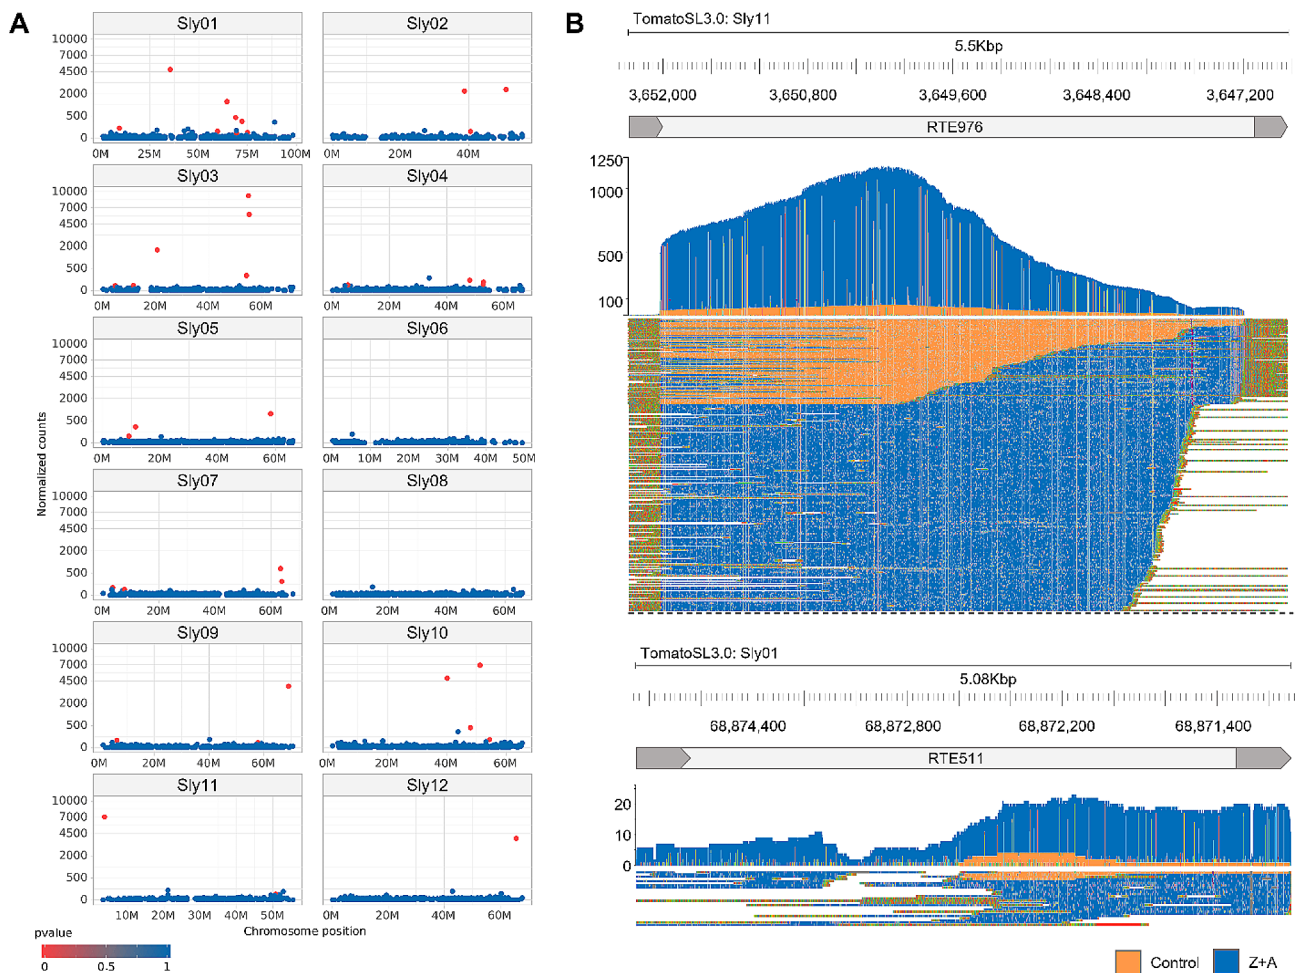 A
Sly01
Sly02
10000
7000
4500
2000
500
0
0M 25M 50M 75M 100M
0M 20M 40M
Sly03
Sly04
10000
7000
4500
2000
500
0
0M 20M 40M 60M
0M 20M 40M 60M
Sly05
Sly06
10000
7000
4500
2000
500
0
0M 20M 40M 60M
0M 10M 20M 30M 40M 50M
Normalized counts
Sly07
Sly08
10000
7000
4500
2000
500
0
0M 20M 40M 60M
0M 20M 40M 60M
Sly09
Sly10
10000
7000
4500
2000
500
0
0M 20M 40M 60M
0M 20M 40M 60M
Sly11
Sly12
10000
7000
4500
2000
500
0
10M 20M 30M 40M 50M
0M 20M 40M 60M
Chromosome position
pvalue
0 0.5 1
B
TomatoSL3.0: Sly11
5.5Kbp
3,652,000 3,650,800 3,649,600 3,648,400 3,647,200
RTE976
1250
1000
500
100
TomatoSL3.0: Sly01
5.08Kbp
68,874,400 68,872,800 68,872,200 68,871,400
RTE511
20
10
0
Control Z+A